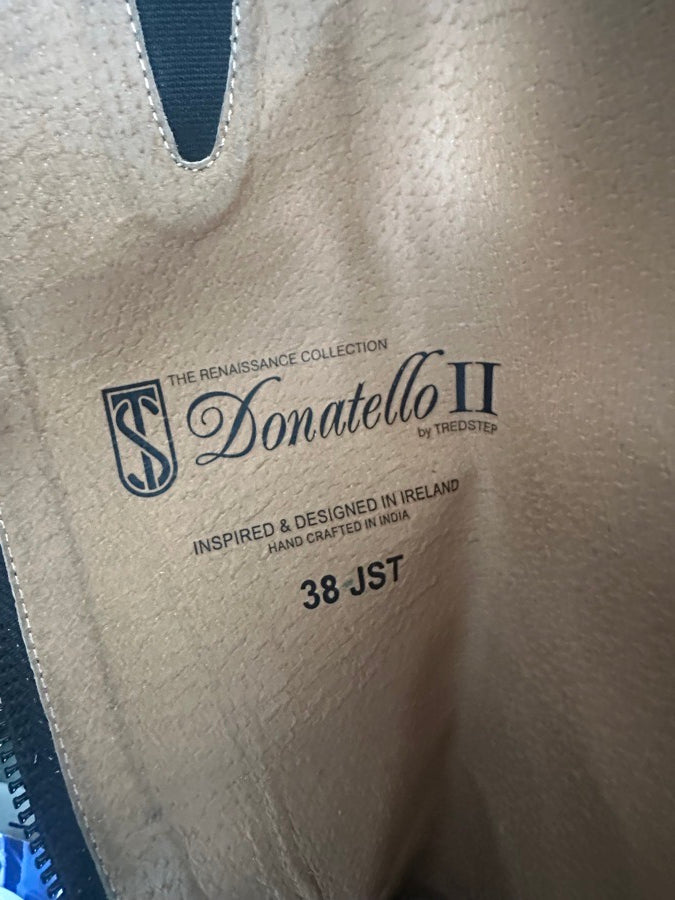 THE RENAISSANCE COLLECTION
TS Donatello II
by TREDSTEP
INSPIRED & DESIGNED IN IRELAND
HAND CRAFTED IN INDIA
38 JST